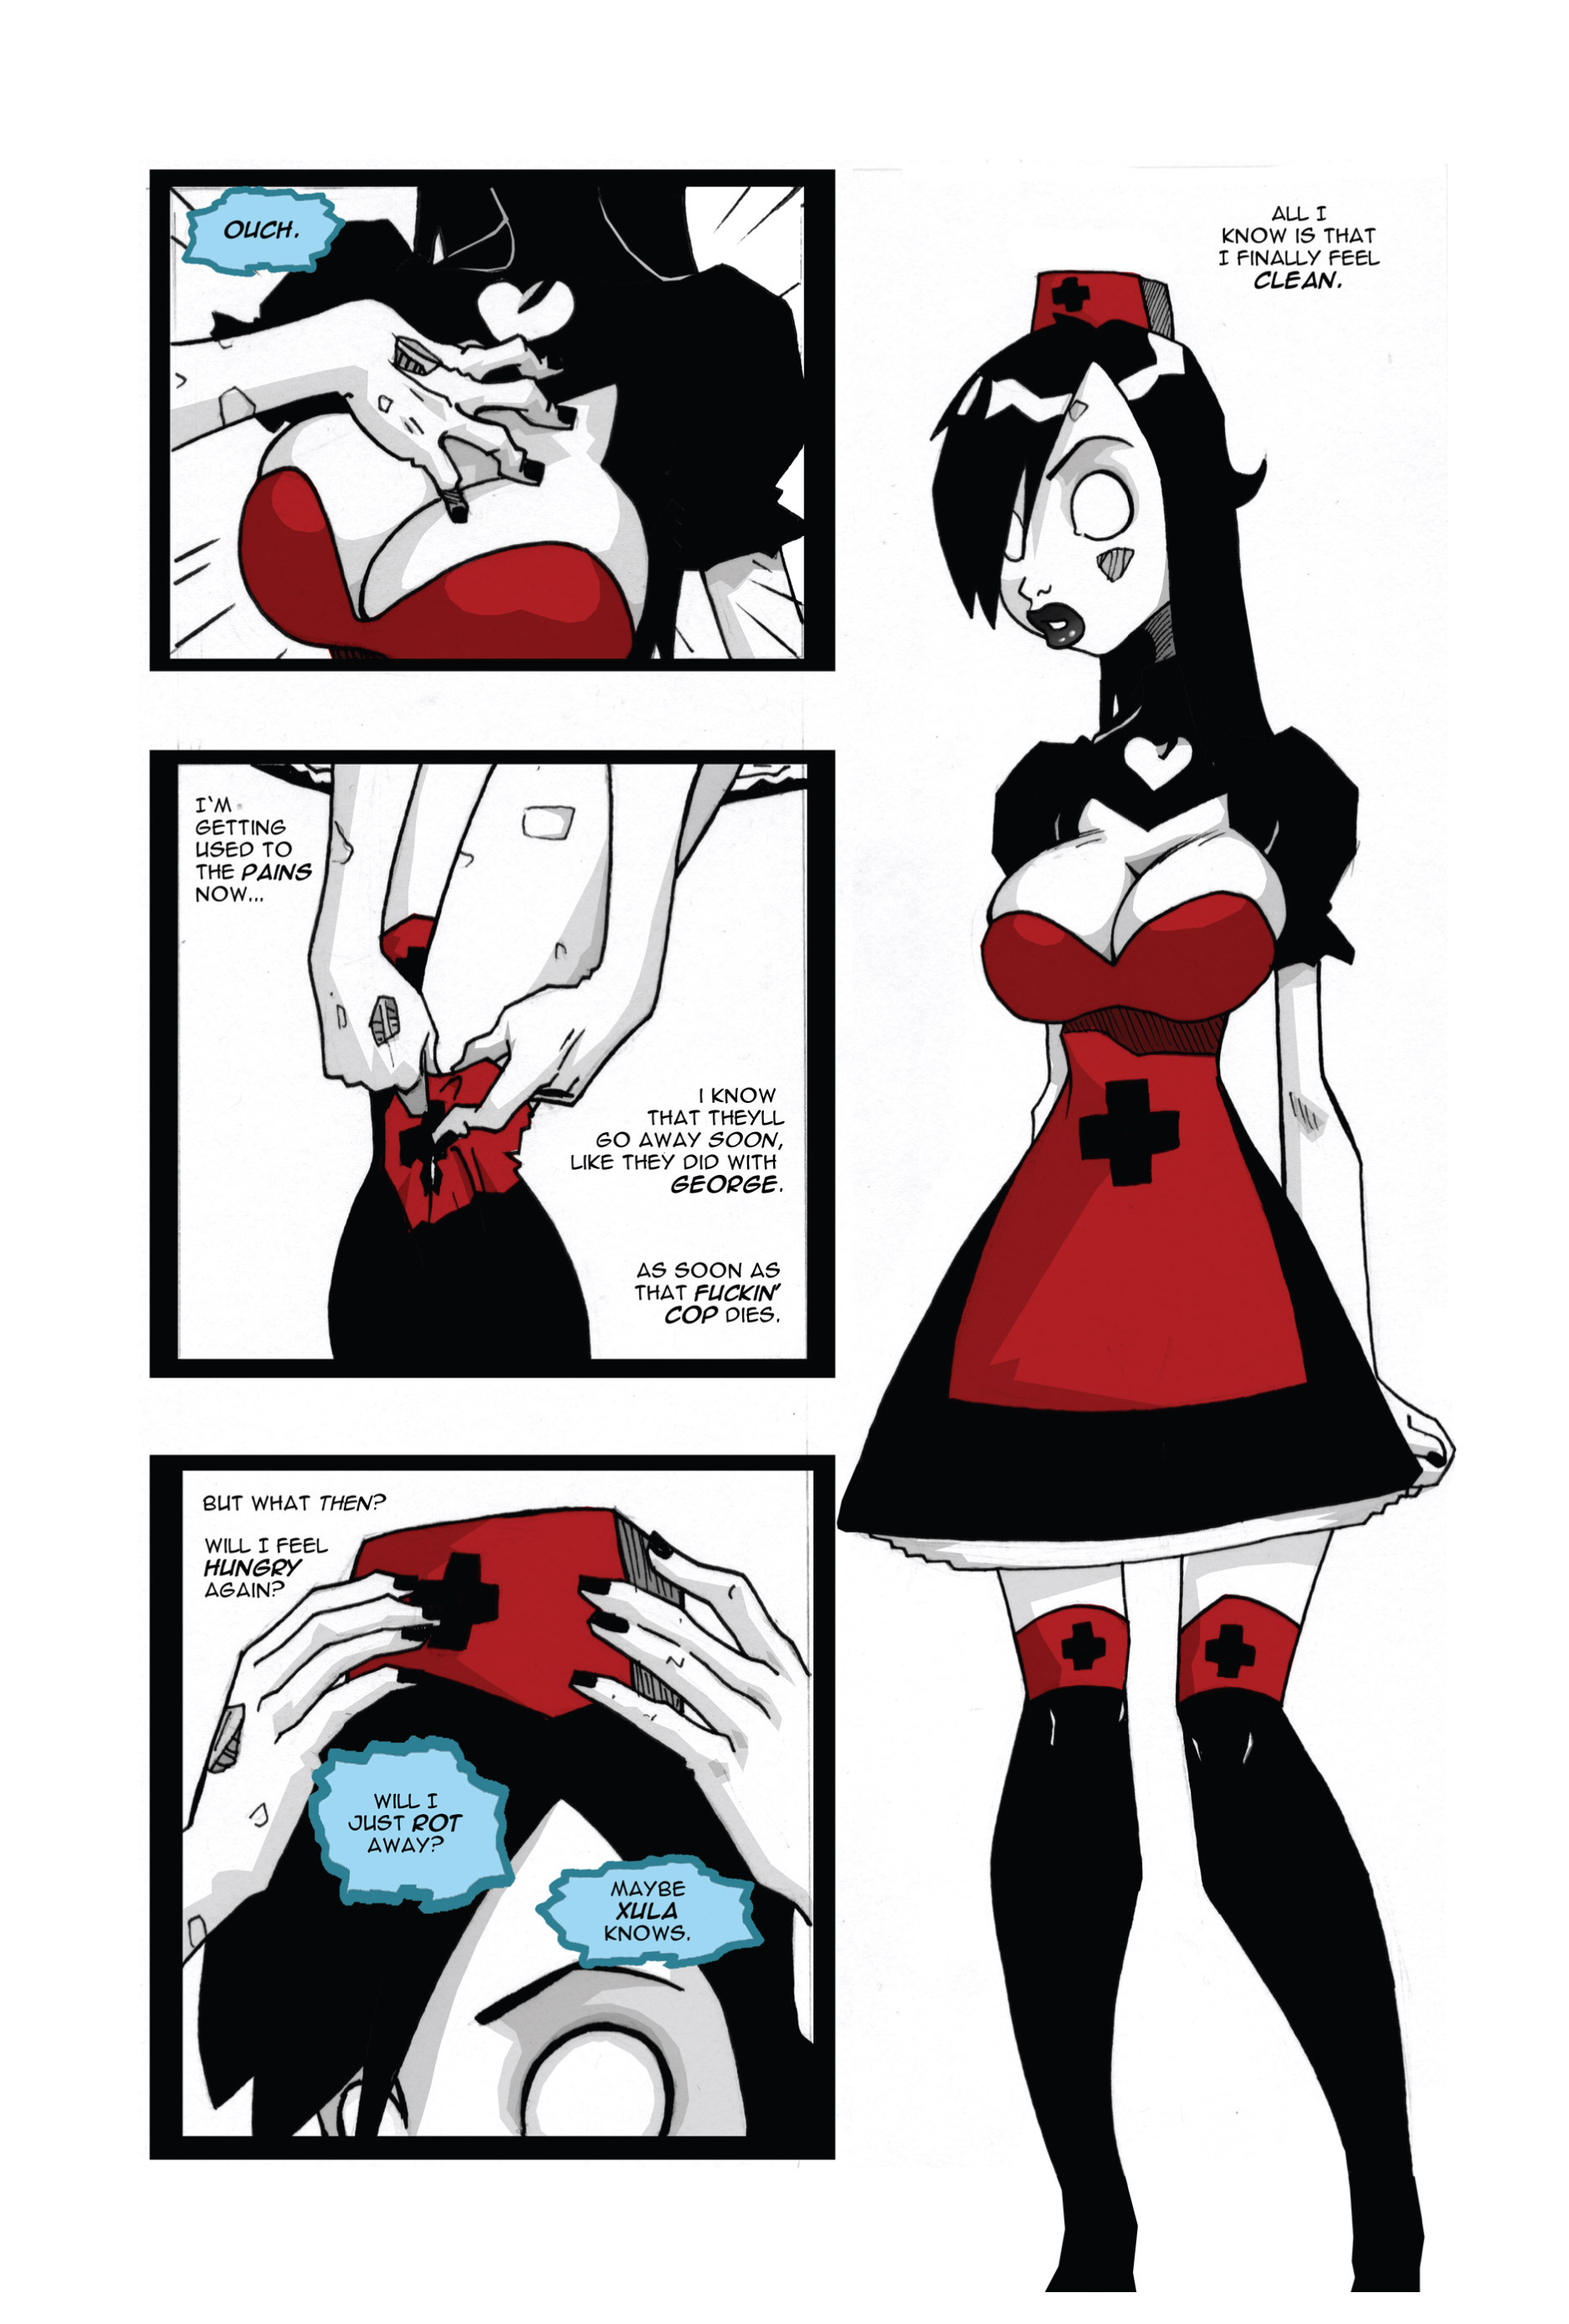 OUCH.
I'M
GETTING
USED TO
THE PAINS
NOW...
I KNOW
THAT THEYLL
GO AWAY SOON,
LIKE THEY DID WITH
GEORGE.
AS SOON AS
THAT FUCKIN'
COP DIES.
BUT WHAT THEN?
WILL I FEEL
HUNGRY
AGAIN?
WILL I
JUST ROT
AWAY?
MAYBE
XULA
KNOWS.
ALL I
KNOW IS THAT
I FINALLY FEEL
CLEAN.